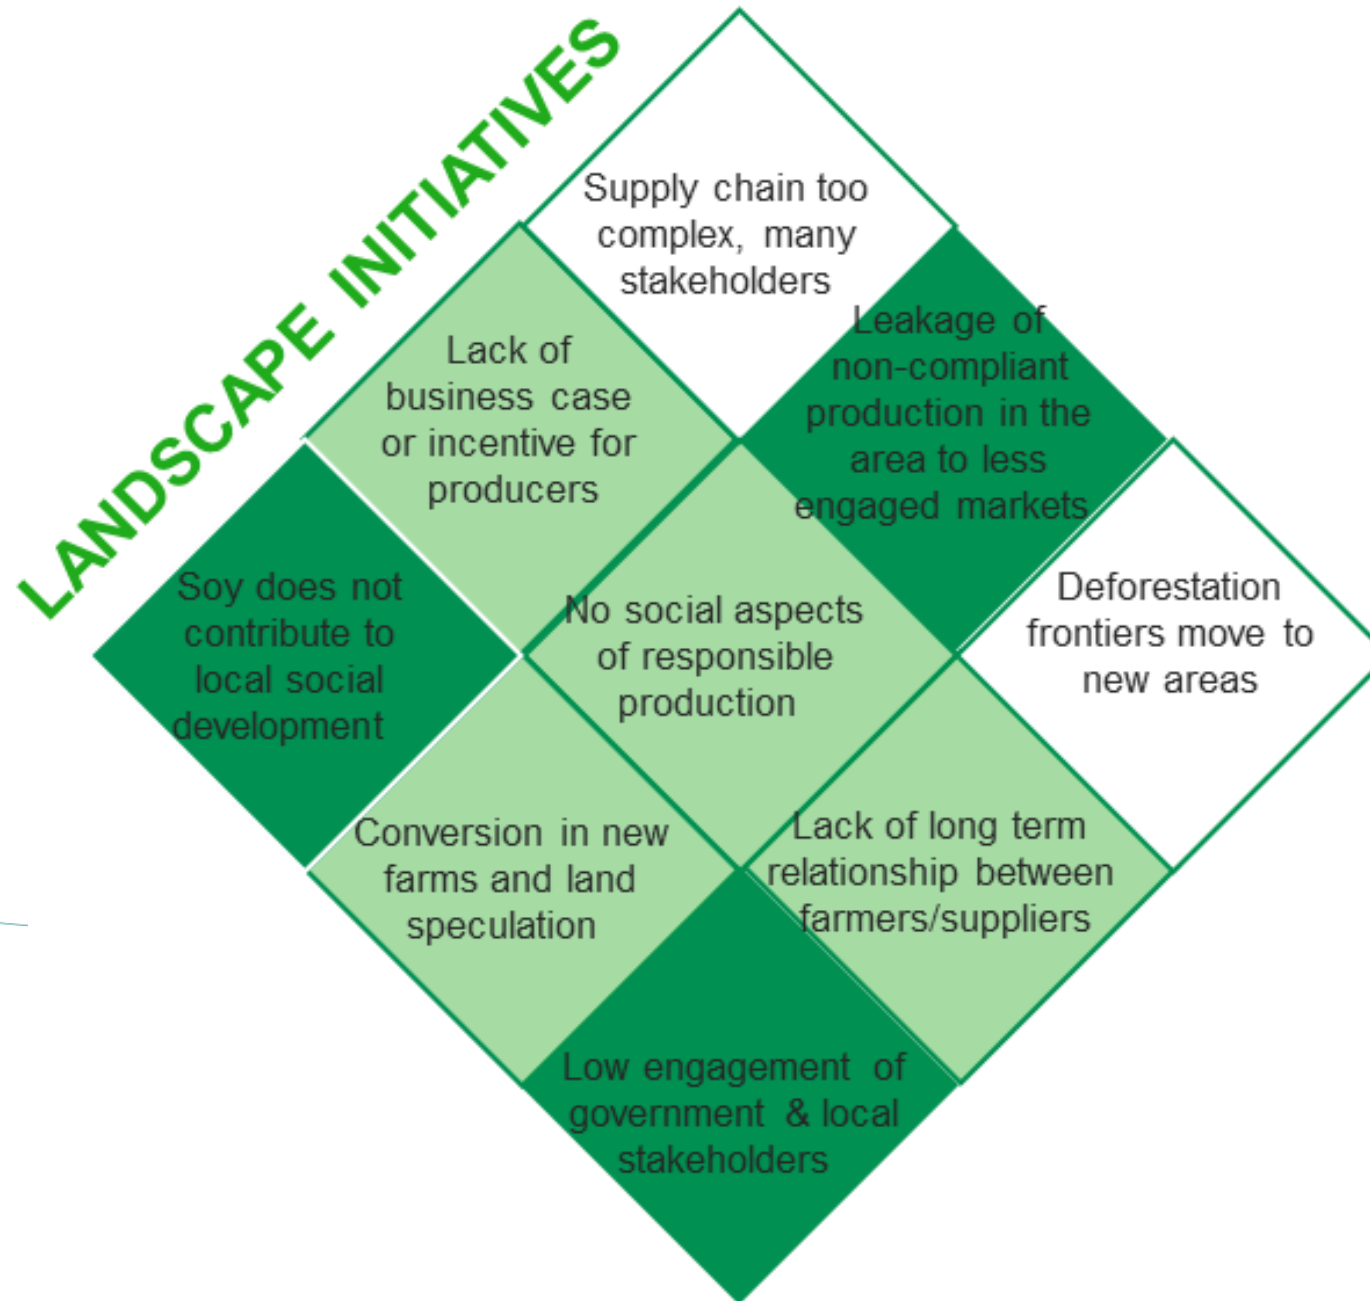 LANDSCAPE INITIATIVES
Supply chain too
complex, many
stakeholders
Lack of
business case
or incentive for
producers
Leakage of
non-compliant
production in the
area to less
engaged markets
Soy does not
contribute to
local social
development
No social aspects
of responsible
production
Deforestation
frontiers move to
new areas
Conversion in new
farms and land
speculation
Lack of long term
relationship between
farmers/suppliers
Low engagement of
government & local
stakeholders